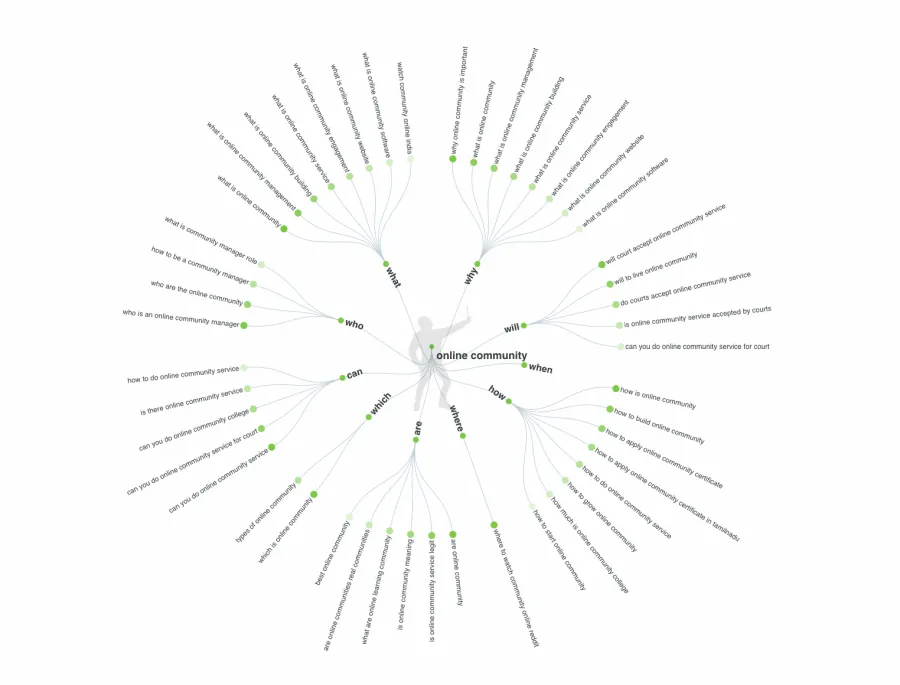 online community
what
what is online community
what is online community management
what is online community building
what is online community service
what is online community engagement
what is online community website
what is online community software
watch community online india
why
why online community is important
what is online community
what is online community management
what is online community building
what is online community service
what is online community engagement
what is online community website
what is online community software
will
will court accept online community service
will to live online community
do courts accept online community service
is online community service accepted by courts
can you do online community service for court
when
how
how is online community
how to build online community
how to apply online community certificate
how to apply online community certificate in tamilnadu
how to do online community service
how to grow online community
how much is online community college
how to start online community
where
where to watch community online reddit
are
are online community
is online community service legit
is online community meaning
what are online learning community
are online communities real communities
best online community
which
which is online community
types of online community
can
can you do online community service
can you do online community service for court
can you do online community college
is there online community service
how to do online community service
who
who is an online community manager
who are the online community
how to be a community manager
what is community manager role